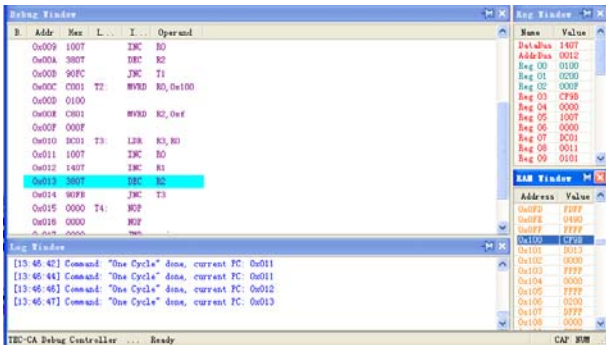 Debug Window
B. Addr Hex L... I... Operand
0x009 1007 INC R0
0x00A 3807 DEC R2
0x00B 90FC JNC T1
0x00C C001 T2: MVRD R0,0x100
0x00D 0100
0x00E C801 MVRD R2,0xf
0x00F 000F
0x010 DC01 T3: LDR R3,R0
0x011 1007 INC R0
0x012 1407 INC R1
0x013 3807 DEC R2
0x014 90FB JNC T3
0x015 0000 T4: NOP
0x016 0000 NOP
Reg Window
Name Value
DataBus 1407
AddrBus 0012
Reg 00 0100
Reg 01 0200
Reg 02 000F
Reg 03 CF9B
Reg 04 0000
Reg 05 1007
Reg 06 0000
Reg 07 DC01
Reg 08 0011
Reg 09 0101
RAM Window
Address Value
0x0FD
0x0FE 0490
0x0FF FFFF
0x100 CF9B
0x101 D013
0x102 0000
0x103 FFFF
0x104 0000
0x105 FFFF
0x106 0200
0x107 DFFF
0x108 0000
Log Window
[13:46:42] Command: "One Cycle" done, current PC: 0x011
[13:46:44] Command: "One Cycle" done, current PC: 0x011
[13:46:46] Command: "One Cycle" done, current PC: 0x012
[13:46:47] Command: "One Cycle" done, current PC: 0x013
TEC-CA Debug Controller ... Ready CAP NUM